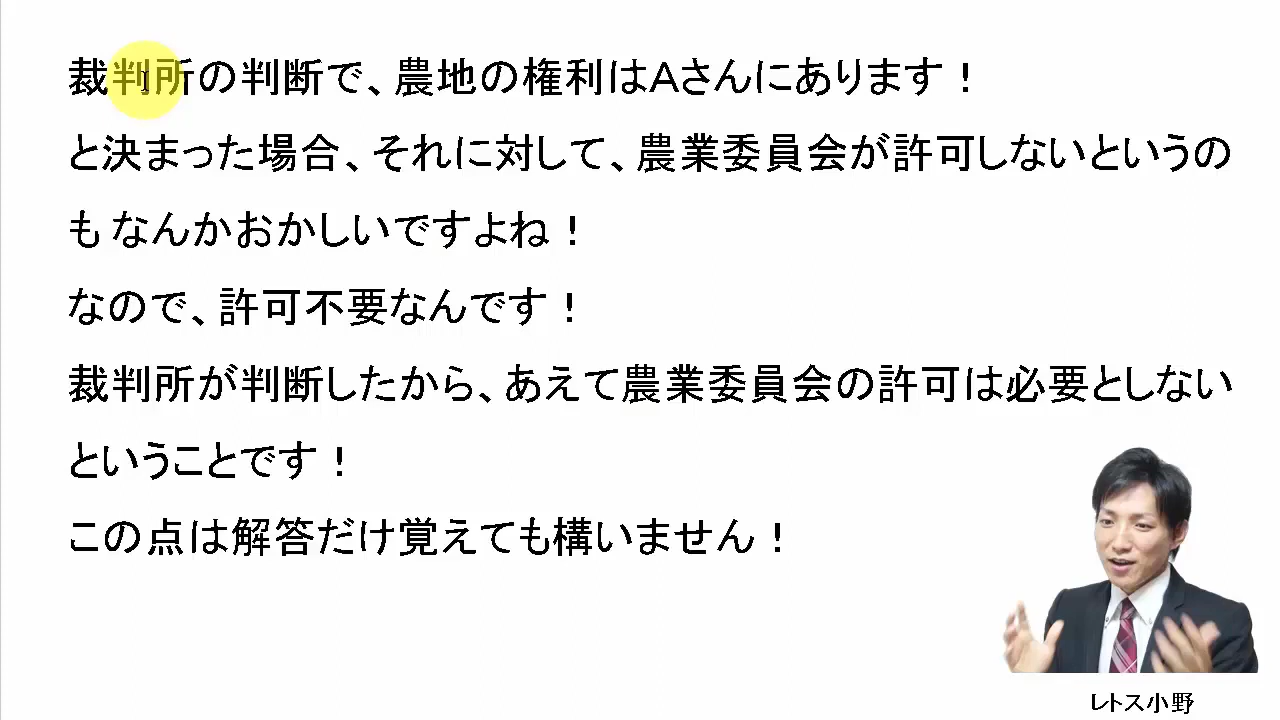 裁判所の判断で、農地の権利はAさんにあります！
と決まった場合、それに対して、農業委員会が許可しないというの
も なんかおかしいですよね！
なので、許可不要なんです！
裁判所が判断したから、あえて農業委員会の許可は必要としない
ということです！
この点は解答だけ覚えても構いません！
レトス小野